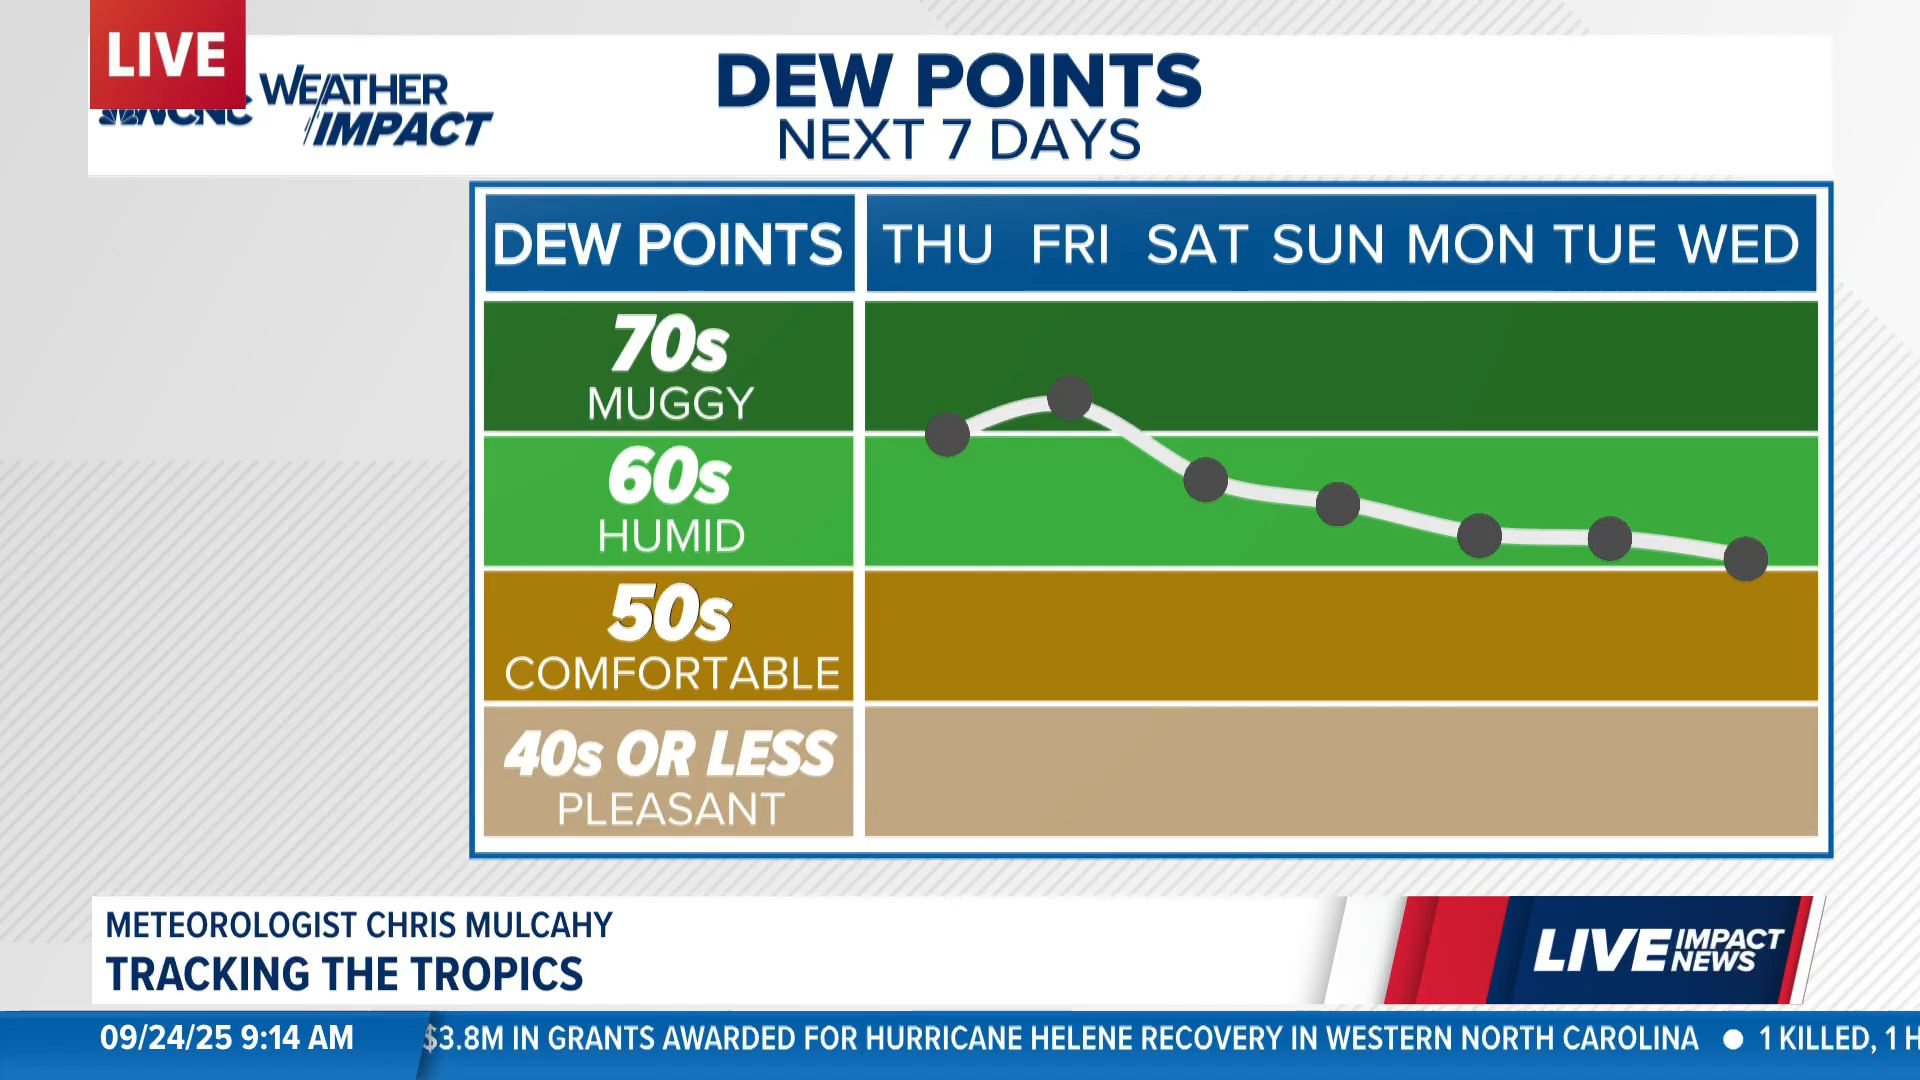 LIVE
WCNC
WEATHER
IMPACT
DEW POINTS
NEXT 7 DAYS
DEW POINTS THU FRI SAT SUN MON TUE WED
70s
MUGGY
60s
HUMID
50s
COMFORTABLE
40s OR LESS
PLEASANT
METEOROLOGIST CHRIS MULCAHY
TRACKING THE TROPICS
LIVE IMPACT NEWS
09/24/25 9:14 AM $3.8M IN GRANTS AWARDED FOR HURRICANE HELENE RECOVERY IN WESTERN NORTH CAROLINA ● 1 KILLED, 1